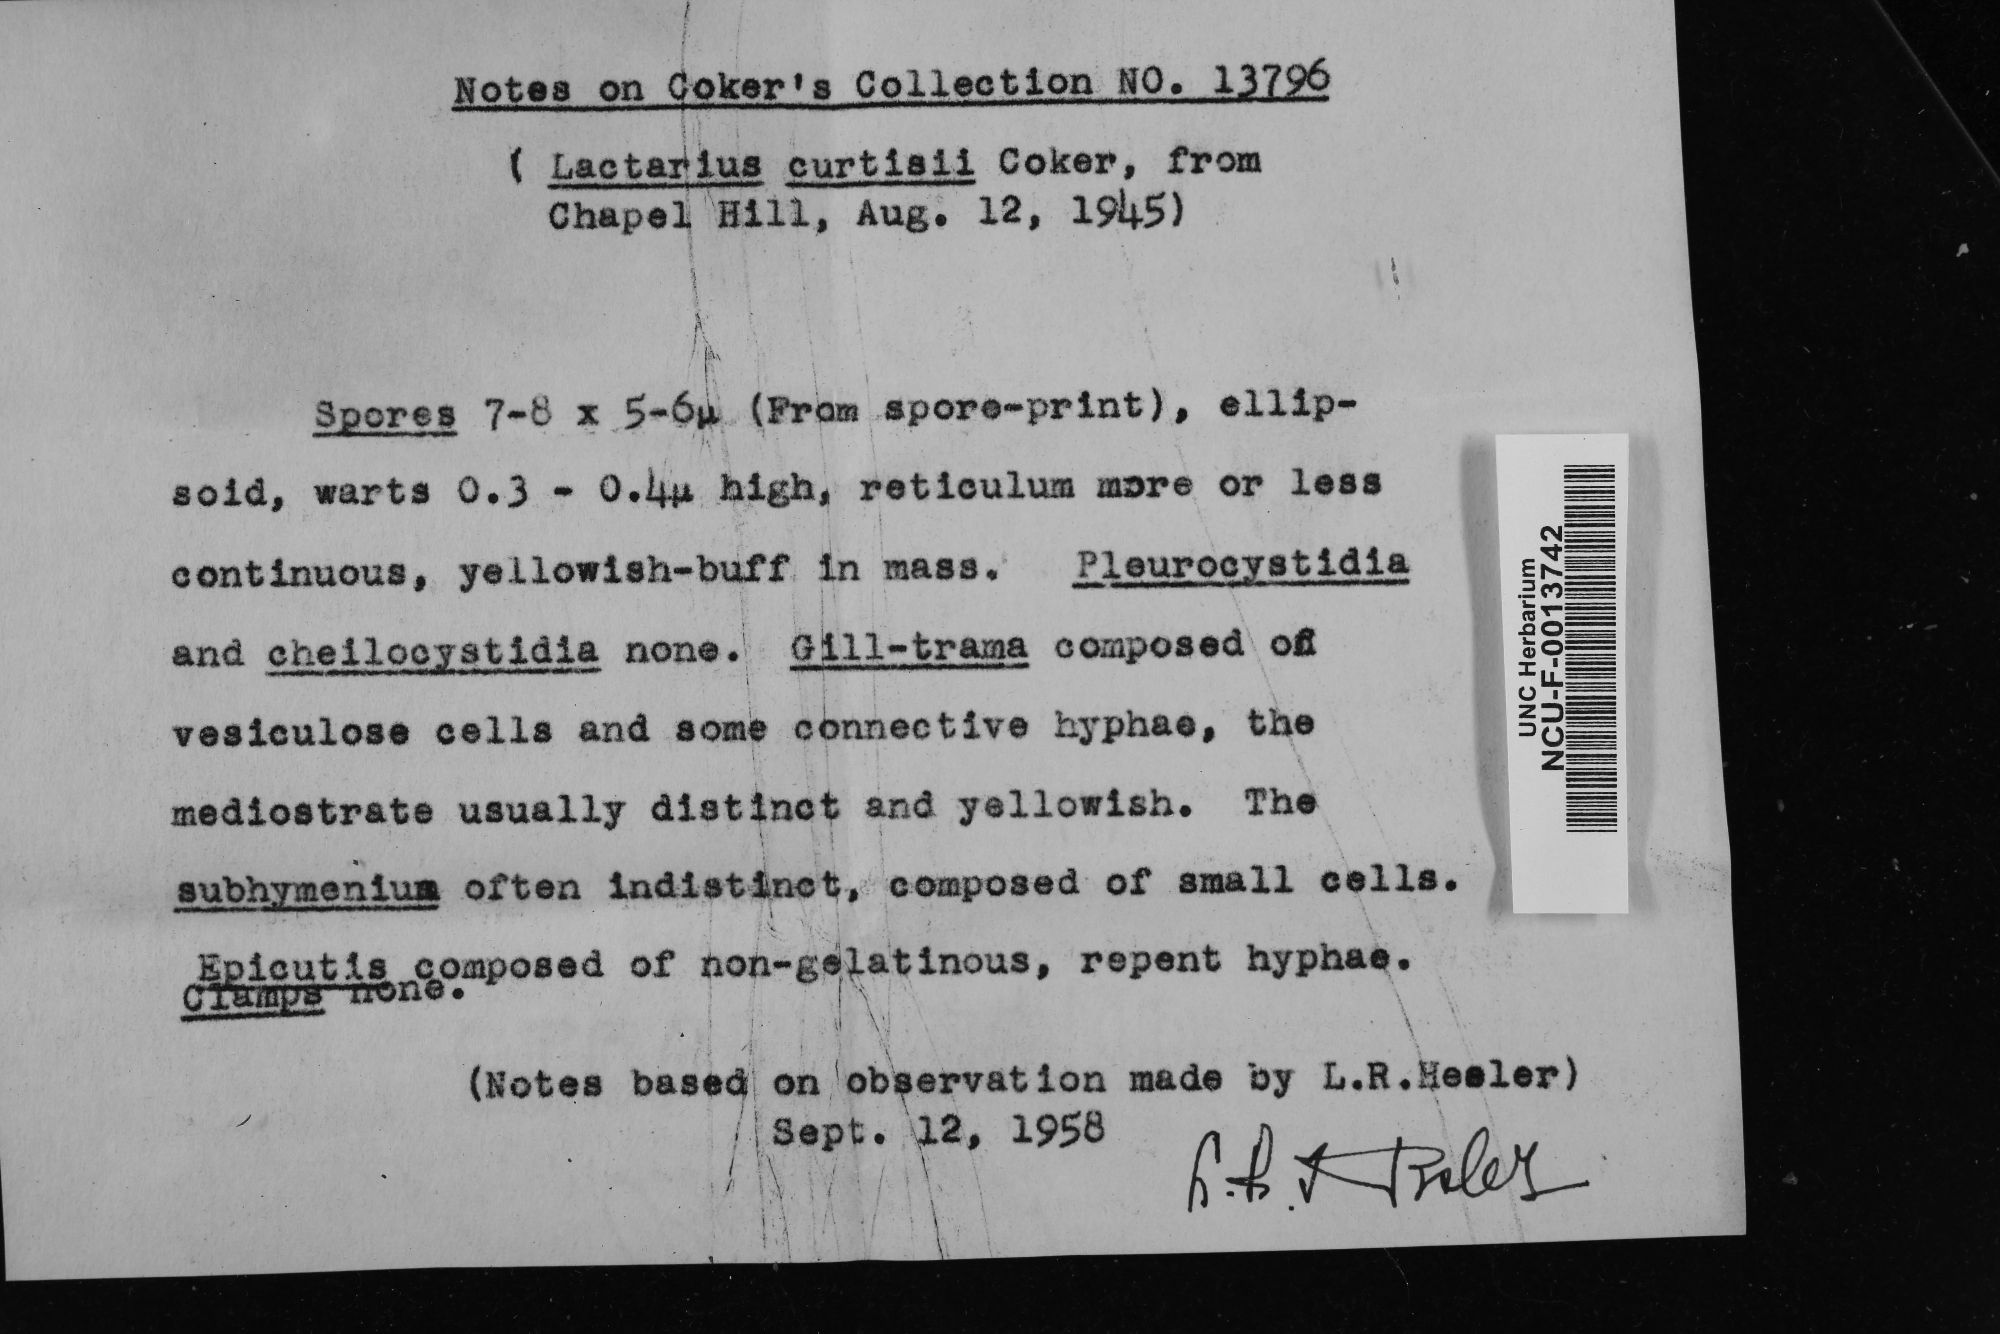 Notes on Coker's Collection NO. 13796
( Lactarius curtisii Coker, from
Chapel Hill, Aug. 12, 1945)
Spores 7-8 x 5-6µ (From spore-print), ellip-
soid, warts 0.3 - 0.4µ high, reticulum more or less
continuous, yellowish-buff in mass. Pleurocystidia
and cheilocystidia none. Gill-trama composed of
vesiculose cells and some connective hyphae, the
mediostrate usually distinct and yellowish. The
subhymenium often indistinct, composed of small cells.
Epicutis composed of non-gelatinous, repent hyphae.
Clamps none.
(Notes based on observation made by L.R.Hesler)
Sept. 12, 1958
L. R. Hesler
UNC Herbarium
NCU-F-0013742